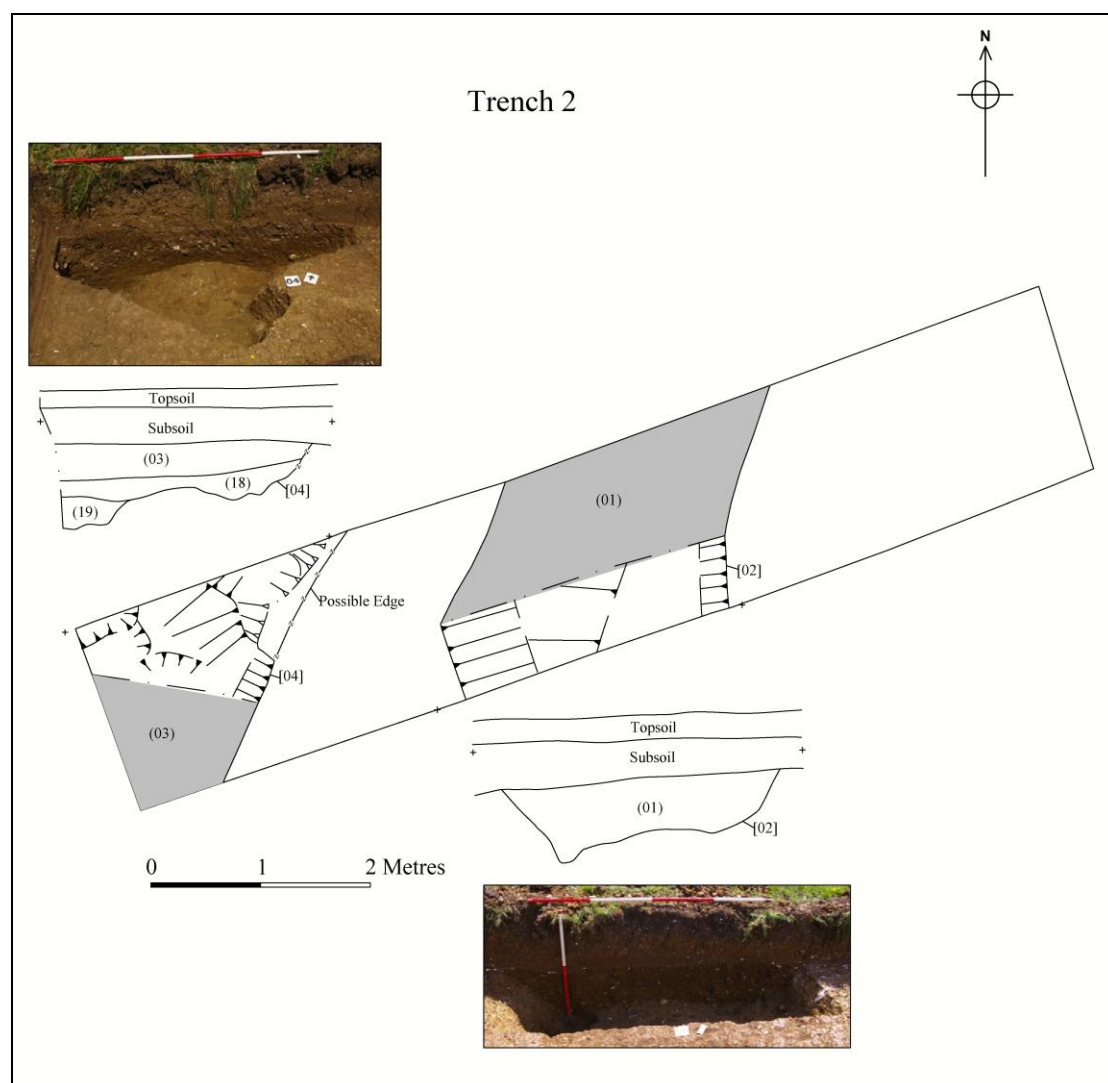 N
Trench 2
04
Topsoil
Subsoil
(03)
(18)
[04]
(19)
(01)
[02]
Possible Edge
[04]
(03)
Topsoil
Subsoil
(01)
[02]
0 1 2 Metres